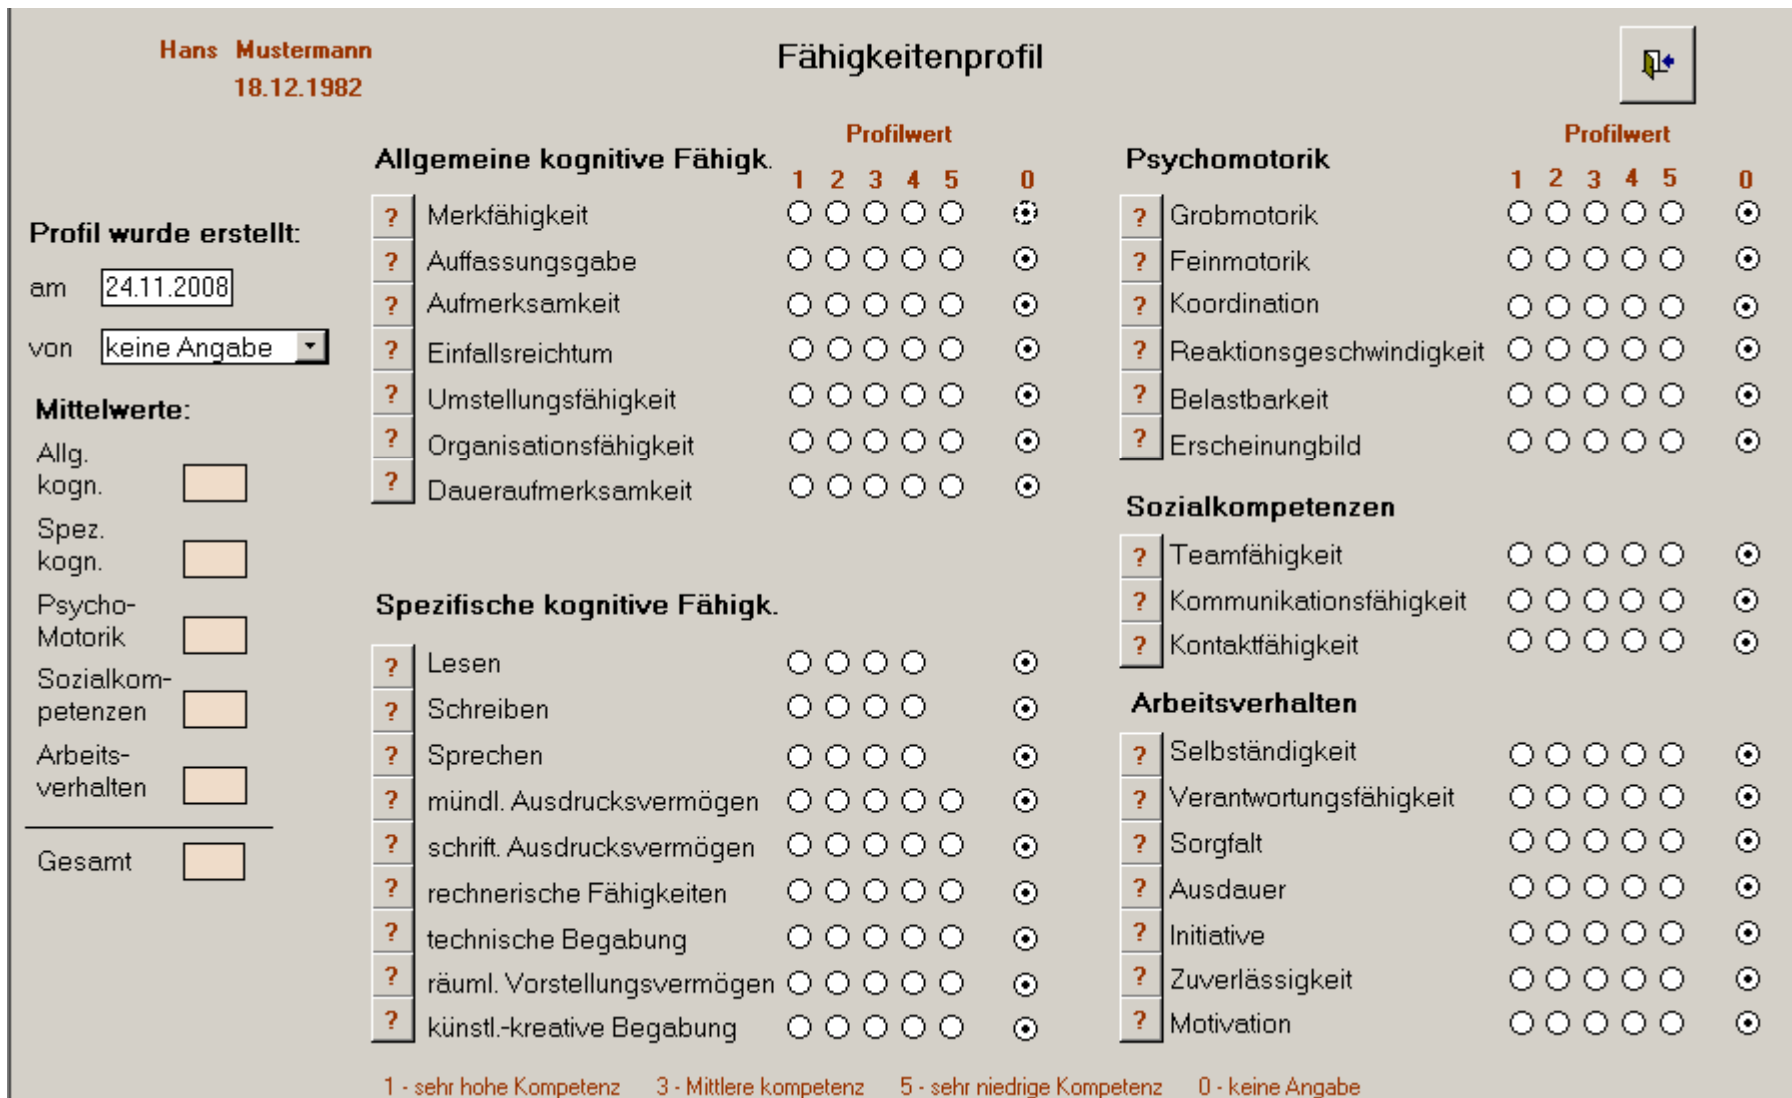 Hans Mustermann
18.12.1982
Fähigkeitenprofil
Profil wurde erstellt:
am 24.11.2008
von keine Angabe
Mittelwerte:
Allg.
kogn.
Spez.
kogn.
Psycho-
Motorik
Sozialkom-
petenzen
Arbeits-
verhalten
Gesamt
Profilwert
Allgemeine kognitive Fähigk.
1 2 3 4 5 0
? Merkfähigkeit
? Auffassungsgabe
? Aufmerksamkeit
? Einfallsreichtum
? Umstellungsfähigkeit
? Organisationsfähigkeit
? Daueraufmerksamkeit
Spezifische kognitive Fähigk.
? Lesen
? Schreiben
? Sprechen
? mündl. Ausdrucksvermögen
? schrift. Ausdrucksvermögen
? rechnerische Fähigkeiten
? technische Begabung
? räuml. Vorstellungsvermögen
? künstl.-kreative Begabung
Profilwert
Psychomotorik
1 2 3 4 5 0
? Grobmotorik
? Feinmotorik
? Koordination
? Reaktionsgeschwindigkeit
? Belastbarkeit
? Erscheinungbild
Sozialkompetenzen
? Teamfähigkeit
? Kommunikationsfähigkeit
? Kontaktfähigkeit
Arbeitsverhalten
? Selbständigkeit
? Verantwortungsfähigkeit
? Sorgfalt
? Ausdauer
? Initiative
? Zuverlässigkeit
? Motivation
1 - sehr hohe Kompetenz 3 - Mittlere kompetenz 5 - sehr niedrige Kompetenz 0 - keine Angabe